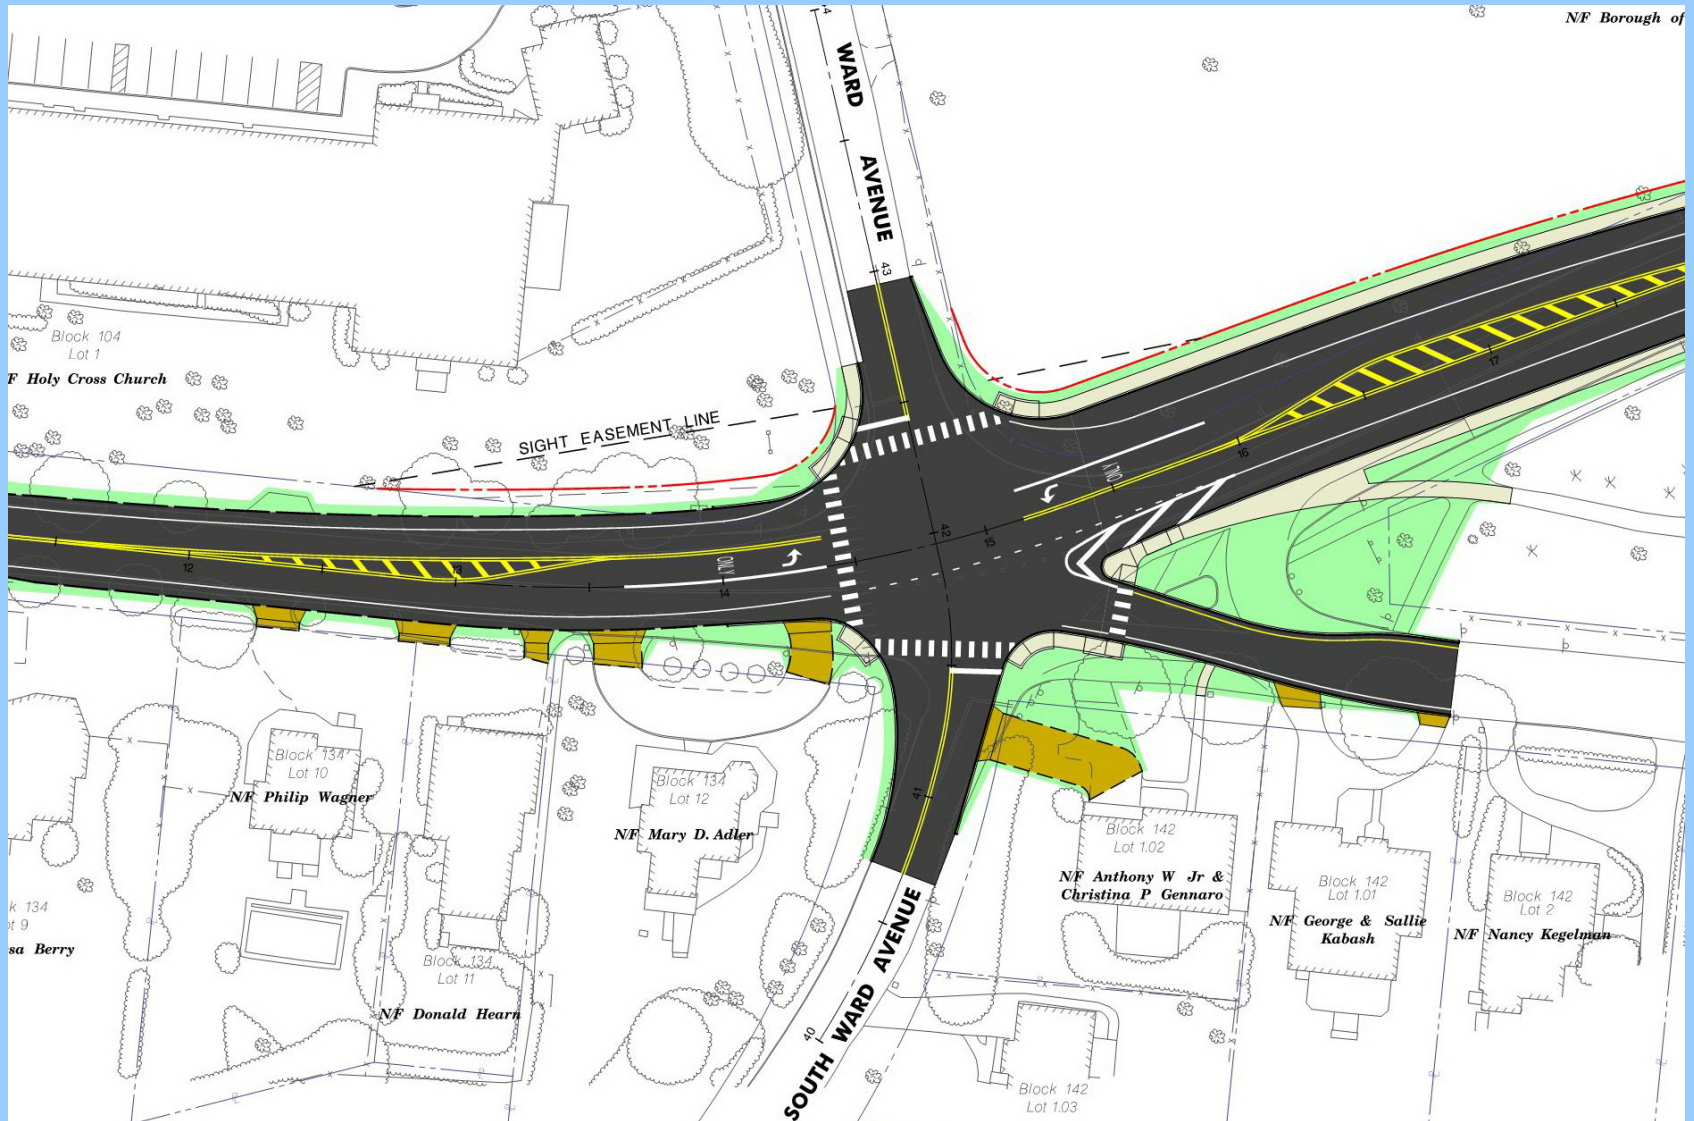 N/F Borough of
WARD
AVENUE
43
Block 104
Lot 1
F Holy Cross Church
SIGHT EASEMENT LINE
17
16
ONLY
42
15
12
13
ONLY
14
41
Block 134
Lot 10
N/F Philip Wagner
Block 134
Lot 12
N/F Mary D. Adler
Block 142
Lot 1.02
N/F Anthony W Jr &
Christina P Gennaro
Block 142
Lot 1.01
N/F George & Sallie
Kabash
Block 142
Lot 2
N/F Nancy Kegelman
k 134
ot 9
sa Berry
Block 134
Lot 11
N/F Donald Hearn
40
SOUTH WARD AVENUE
Block 142
Lot 1.03